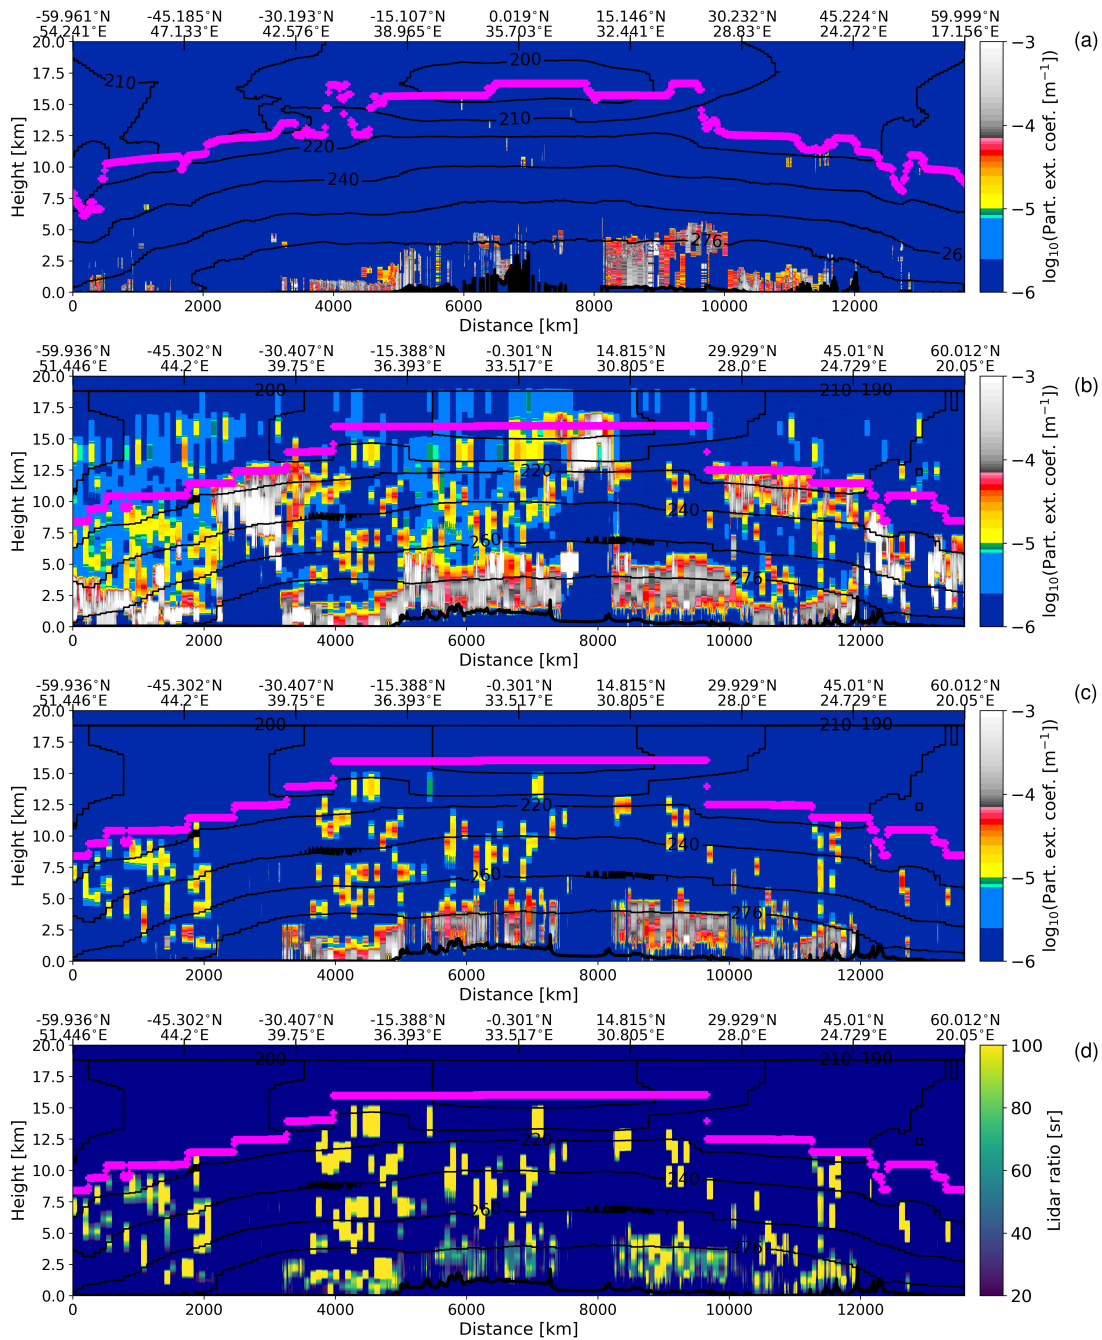 -59.961°N -45.185°N -30.193°N -15.107°N 0.019°N 15.146°N 30.232°N 45.224°N 59.999°N
54.241°E 47.133°E 42.576°E 38.965°E 35.703°E 32.441°E 28.83°E 24.272°E 17.156°E
(a)
20.0
17.5
15.0
12.5
10.0
7.5
5.0
2.5
0.0
Height [km]
210
200
210
220
240
276
26
0 2000 4000 6000 8000 10000 12000
Distance [km]
−3
−4
−5
−6
log₁₀(Part. ext. coef. [m⁻¹])
-59.936°N -45.302°N -30.407°N -15.388°N -0.301°N 14.815°N 29.929°N 45.01°N 60.012°N
51.446°E 44.2°E 39.75°E 36.393°E 33.517°E 30.805°E 28.0°E 24.729°E 20.05°E
(b)
20.0
17.5
15.0
12.5
10.0
7.5
5.0
2.5
0.0
Height [km]
200
210 190
220
240
260
276
0 2000 4000 6000 8000 10000 12000
Distance [km]
−3
−4
−5
−6
log₁₀(Part. ext. coef. [m⁻¹])
-59.936°N -45.302°N -30.407°N -15.388°N -0.301°N 14.815°N 29.929°N 45.01°N 60.012°N
51.446°E 44.2°E 39.75°E 36.393°E 33.517°E 30.805°E 28.0°E 24.729°E 20.05°E
(c)
20.0
17.5
15.0
12.5
10.0
7.5
5.0
2.5
0.0
Height [km]
200
210 190
220
240
260
276
0 2000 4000 6000 8000 10000 12000
Distance [km]
−3
−4
−5
−6
log₁₀(Part. ext. coef. [m⁻¹])
-59.936°N -45.302°N -30.407°N -15.388°N -0.301°N 14.815°N 29.929°N 45.01°N 60.012°N
51.446°E 44.2°E 39.75°E 36.393°E 33.517°E 30.805°E 28.0°E 24.729°E 20.05°E
(d)
20.0
17.5
15.0
12.5
10.0
7.5
5.0
2.5
0.0
Height [km]
200
210 190
220
240
260
276
0 2000 4000 6000 8000 10000 12000
Distance [km]
100
80
60
40
20
Lidar ratio [sr]